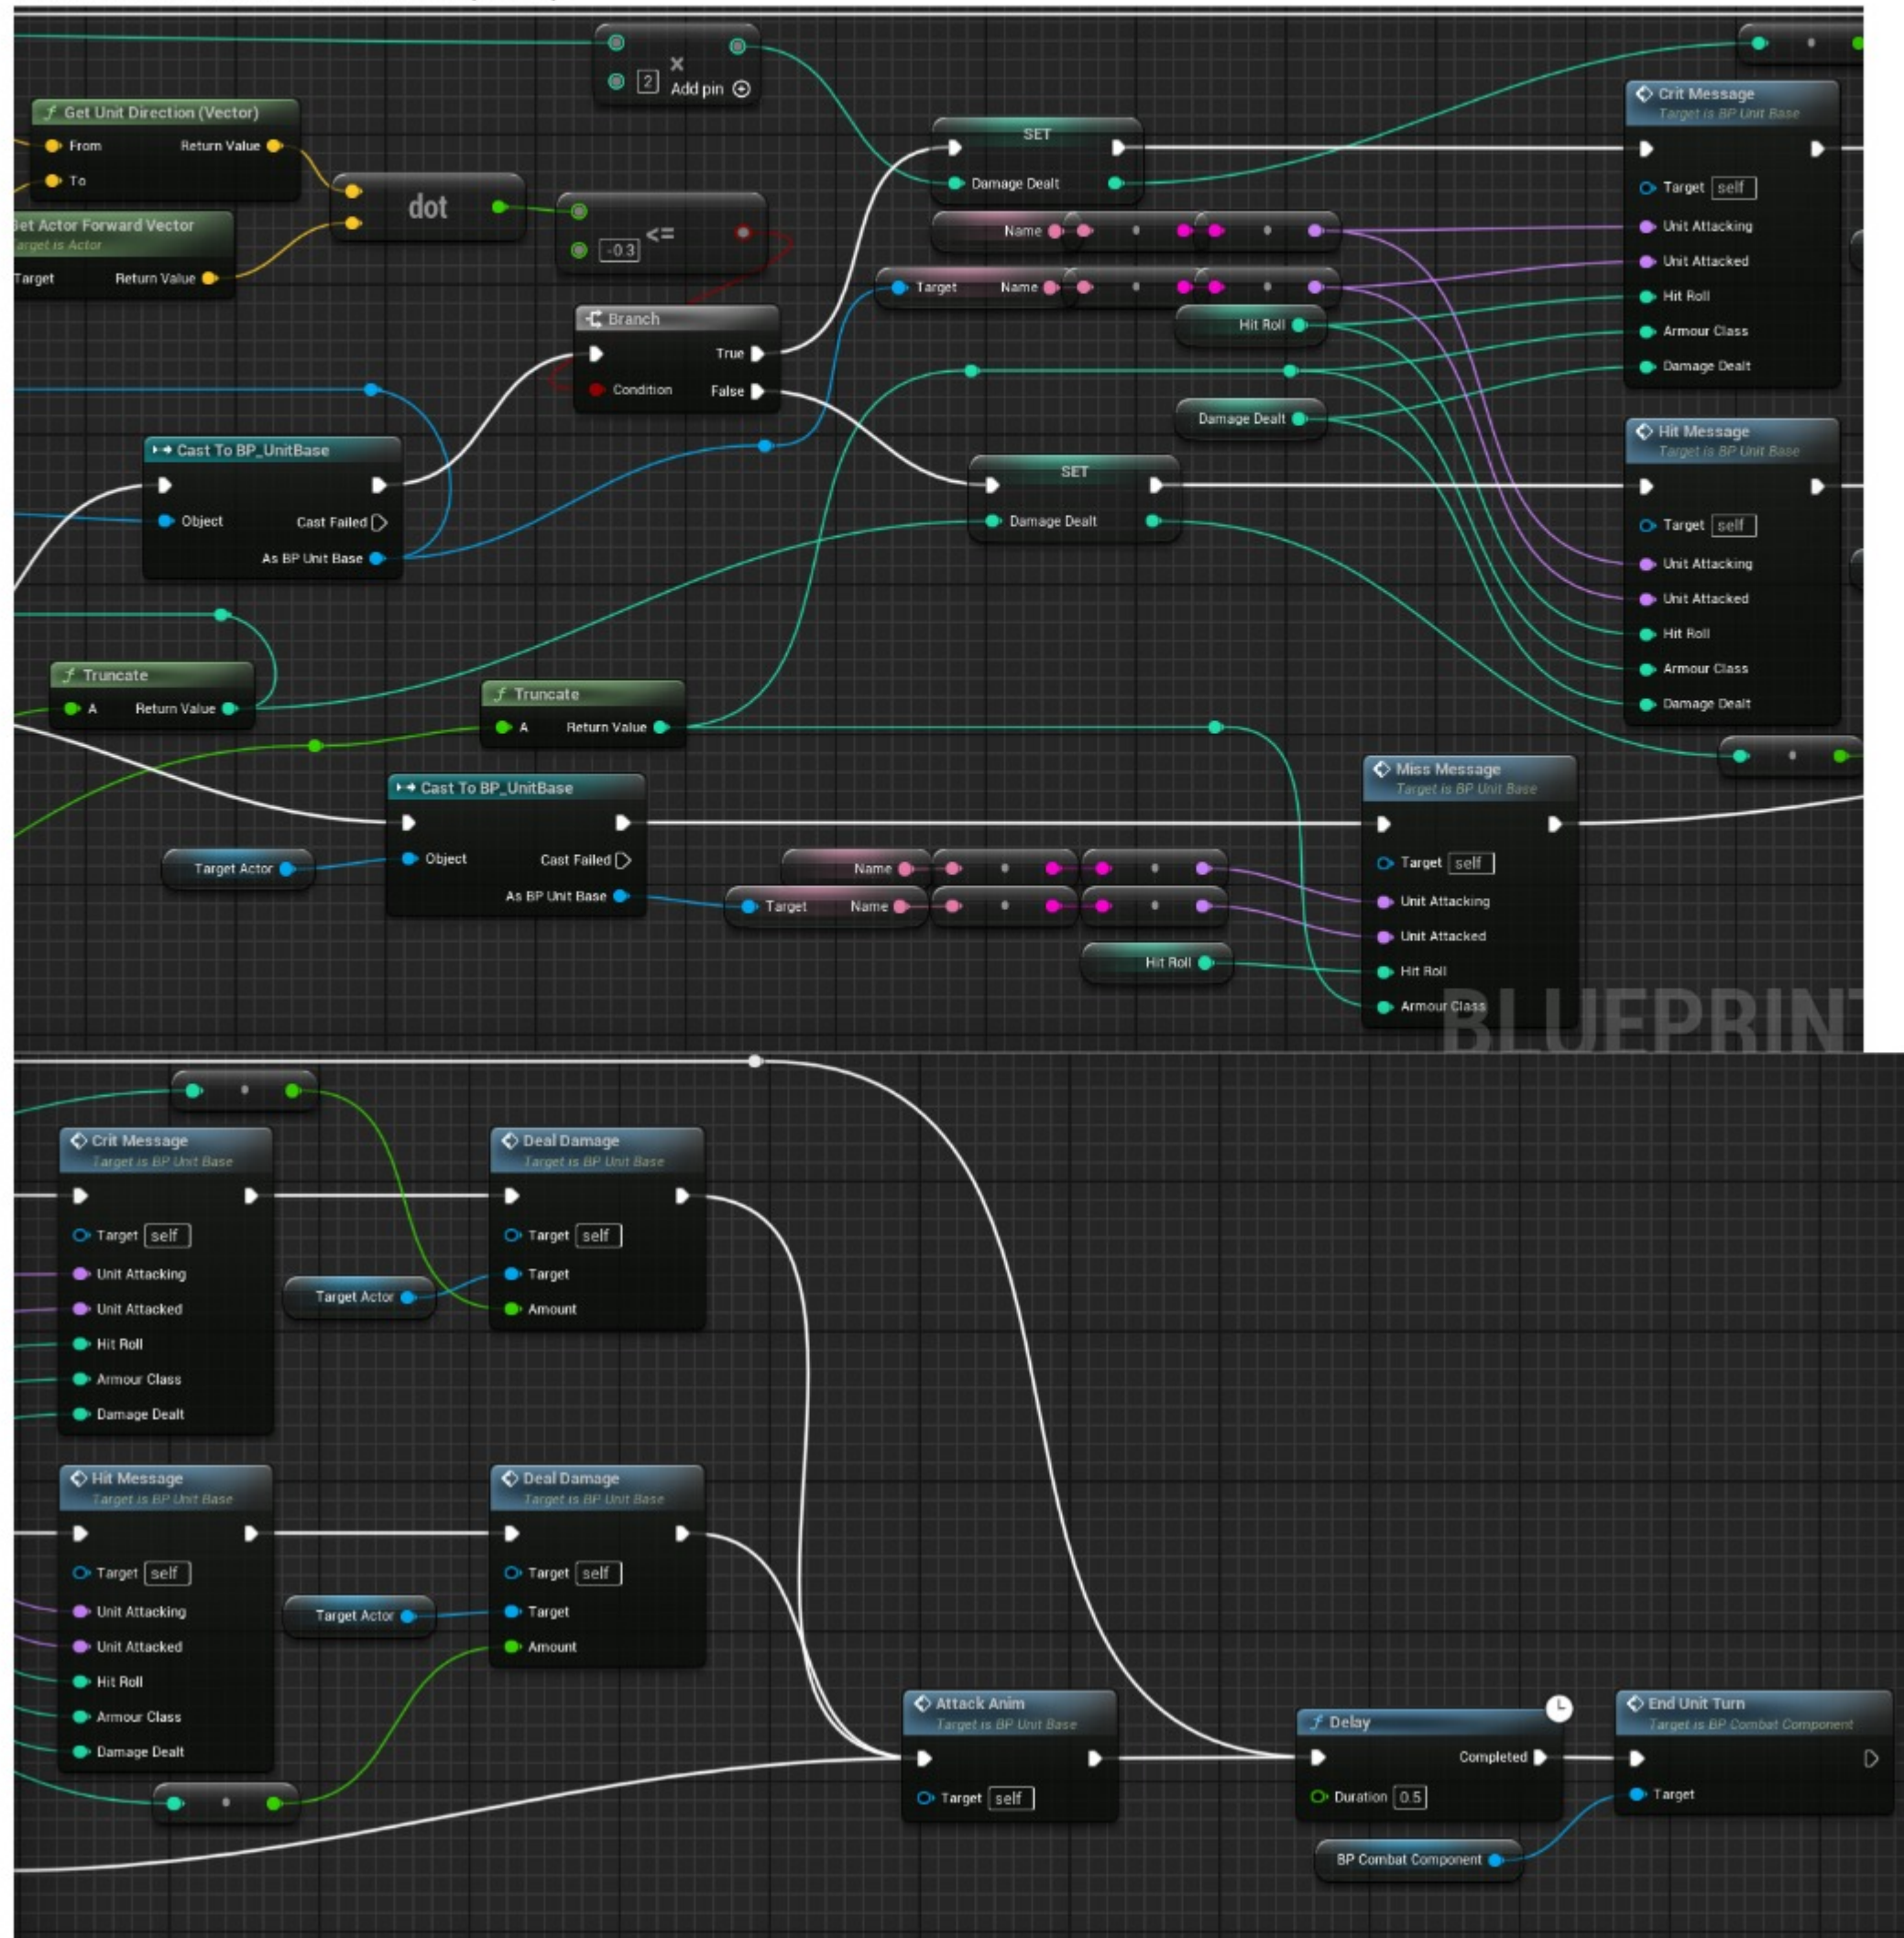 ×
2
Add pin
Get Unit Direction (Vector)
From
Return Value
To
dot
Get Actor Forward Vector
Target is Actor
Target
Return Value
<=
-0.3
SET
Damage Dealt
Name
Target
Name
Hit Roll
Damage Dealt
Crit Message
Target is BP Unit Base
Target self
Unit Attacking
Unit Attacked
Hit Roll
Armour Class
Damage Dealt
Branch
True
Condition
False
Cast To BP_UnitBase
Object
Cast Failed
As BP Unit Base
SET
Damage Dealt
Hit Message
Target is BP Unit Base
Target self
Unit Attacking
Unit Attacked
Hit Roll
Armour Class
Damage Dealt
Truncate
A
Return Value
Truncate
A
Return Value
Cast To BP_UnitBase
Target Actor
Object
Cast Failed
As BP Unit Base
Name
Target
Name
Hit Roll
Miss Message
Target is BP Unit Base
Target self
Unit Attacking
Unit Attacked
Hit Roll
Armour Class
BLUEPRINT
Crit Message
Target is BP Unit Base
Target self
Unit Attacking
Unit Attacked
Hit Roll
Armour Class
Damage Dealt
Target Actor
Deal Damage
Target is BP Unit Base
Target self
Target
Amount
Hit Message
Target is BP Unit Base
Target self
Unit Attacking
Unit Attacked
Hit Roll
Armour Class
Damage Dealt
Target Actor
Deal Damage
Target is BP Unit Base
Target self
Target
Amount
Attack Anim
Target is BP Unit Base
Target self
Delay
Completed
Duration 0.5
BP Combat Component
End Unit Turn
Target is BP Combat Component
Target